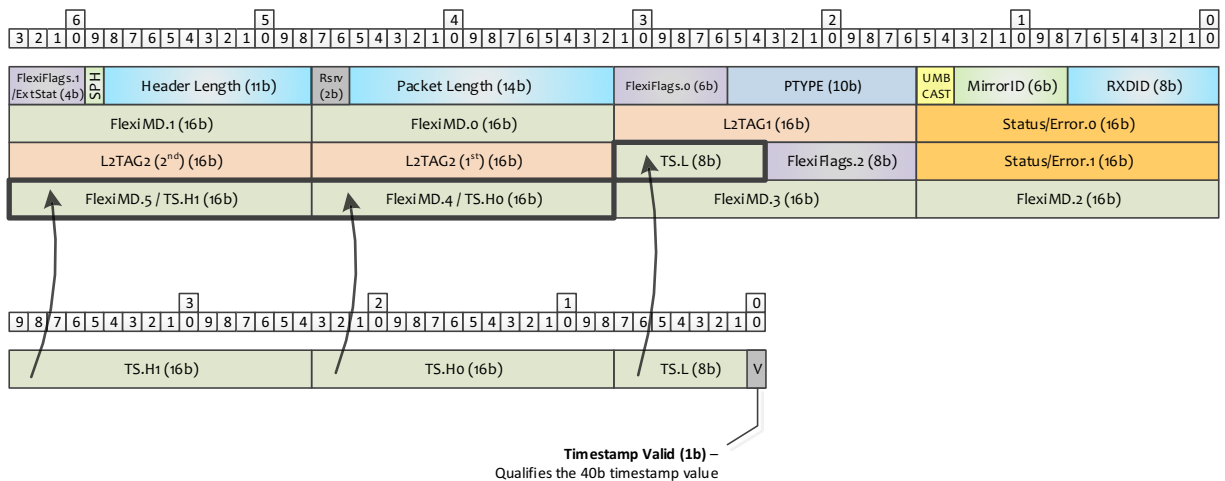 6 5 4 3 2 1 0
3 2 1 0 9 8 7 6 5 4 3 2 1 0 9 8 7 6 5 4 3 2 1 0 9 8 7 6 5 4 3 2 1 0 9 8 7 6 5 4 3 2 1 0 9 8 7 6 5 4 3 2 1 0 9 8 7 6 5 4 3 2 1 0
FlexiFlags.1 /ExtStat (4b) SPH Header Length (11b) Rsrv (2b) Packet Length (14b) FlexiFlags.0 (6b) PTYPE (10b) UMB CAST MirrorID (6b) RXDID (8b)
FlexiMD.1 (16b) FlexiMD.0 (16b) L2TAG1 (16b) Status/Error.0 (16b)
L2TAG2 (2nd) (16b) L2TAG2 (1st) (16b) TS.L (8b) FlexiFlags.2 (8b) Status/Error.1 (16b)
FlexiMD.5 / TS.H1 (16b) FlexiMD.4 / TS.H0 (16b) FlexiMD.3 (16b) FlexiMD.2 (16b)
3 2 1 0
9 8 7 6 5 4 3 2 1 0 9 8 7 6 5 4 3 2 1 0 9 8 7 6 5 4 3 2 1 0 9 8 7 6 5 4 3 2 1 0
TS.H1 (16b) TS.H0 (16b) TS.L (8b) V
Timestamp Valid (1b) –
Qualifies the 40b timestamp value